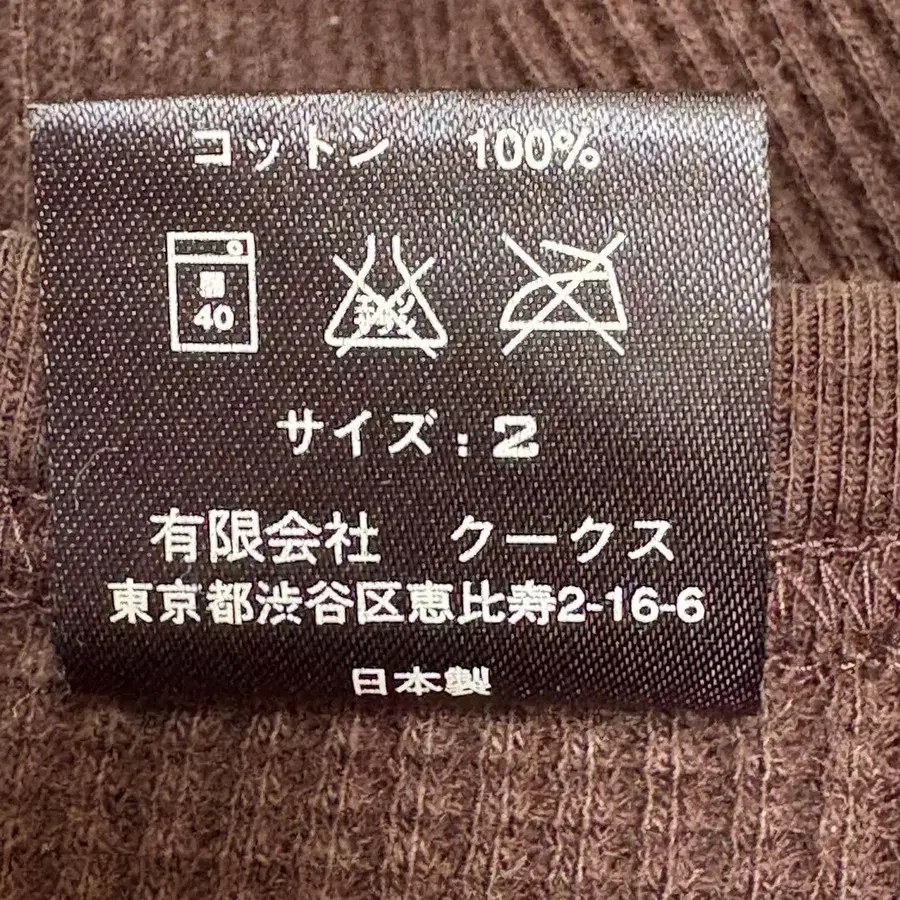 コットン　100%
40
サイズ：2
有限会社　クークス
東京都渋谷区恵比寿2-16-6
日本製